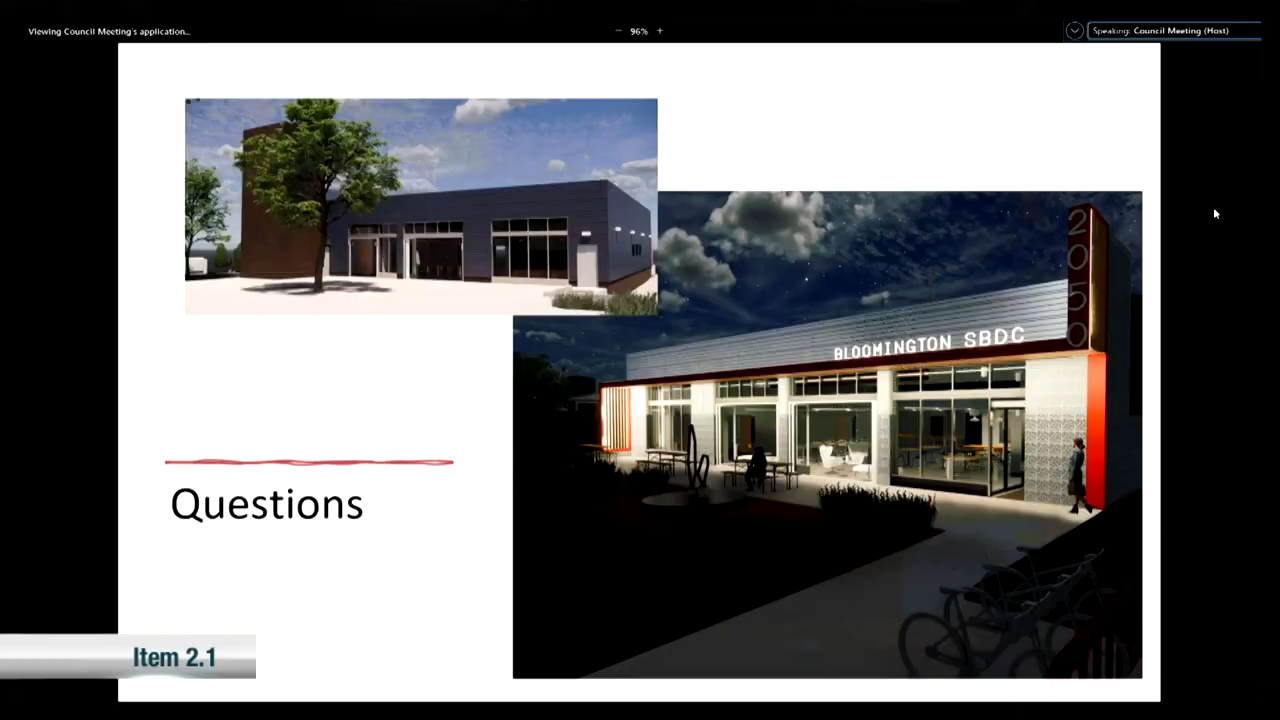 Viewing Council Meeting's application...
− 96% +
Speaking: Council Meeting (Host)
2050
BLOOMINGTON SBDC
Questions
Item 2.1